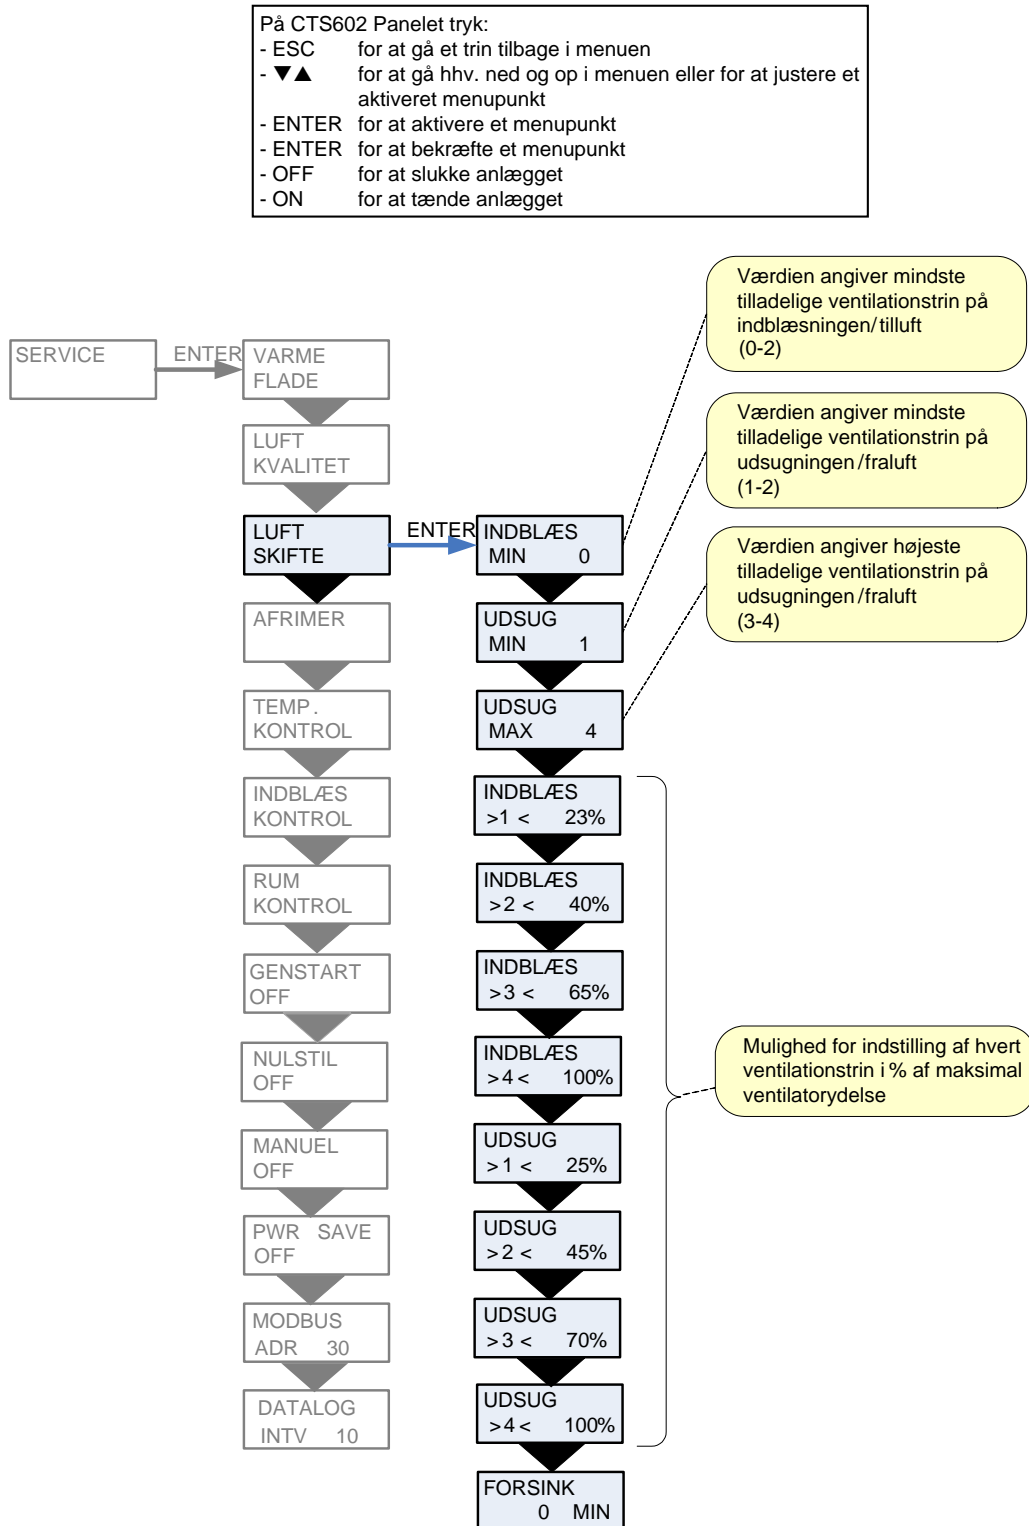 På CTS602 Panelet tryk:
- ESC for at gå et trin tilbage i menuen
- ▼▲ for at gå hhv. ned og op i menuen eller for at justere et
aktiveret menupunkt
- ENTER for at aktivere et menupunkt
- ENTER for at bekræfte et menupunkt
- OFF for at slukke anlægget
- ON for at tænde anlægget
SERVICE
ENTER
VARME
FLADE
LUFT
KVALITET
LUFT
SKIFTE
AFRIMER
TEMP.
KONTROL
INDBLÆS
KONTROL
RUM
KONTROL
GENSTART
OFF
NULSTIL
OFF
MANUEL
OFF
PWR SAVE
OFF
MODBUS
ADR 30
DATALOG
INTV 10
ENTER
INDBLÆS
MIN 0
UDSUG
MIN 1
UDSUG
MAX 4
INDBLÆS
>1< 23%
INDBLÆS
>2< 40%
INDBLÆS
>3< 65%
INDBLÆS
>4< 100%
UDSUG
>1< 25%
UDSUG
>2< 45%
UDSUG
>3< 70%
UDSUG
>4< 100%
FORSINK
0 MIN
Værdien angiver mindste
tilladelige ventilationstrin på
indblæsningen/tilluft
(0-2)
Værdien angiver mindste
tilladelige ventilationstrin på
udsugningen/fraluft
(1-2)
Værdien angiver højeste
tilladelige ventilationstrin på
udsugningen/fraluft
(3-4)
Mulighed for indstilling af hvert
ventilationstrin i % af maksimal
ventilatorydelse